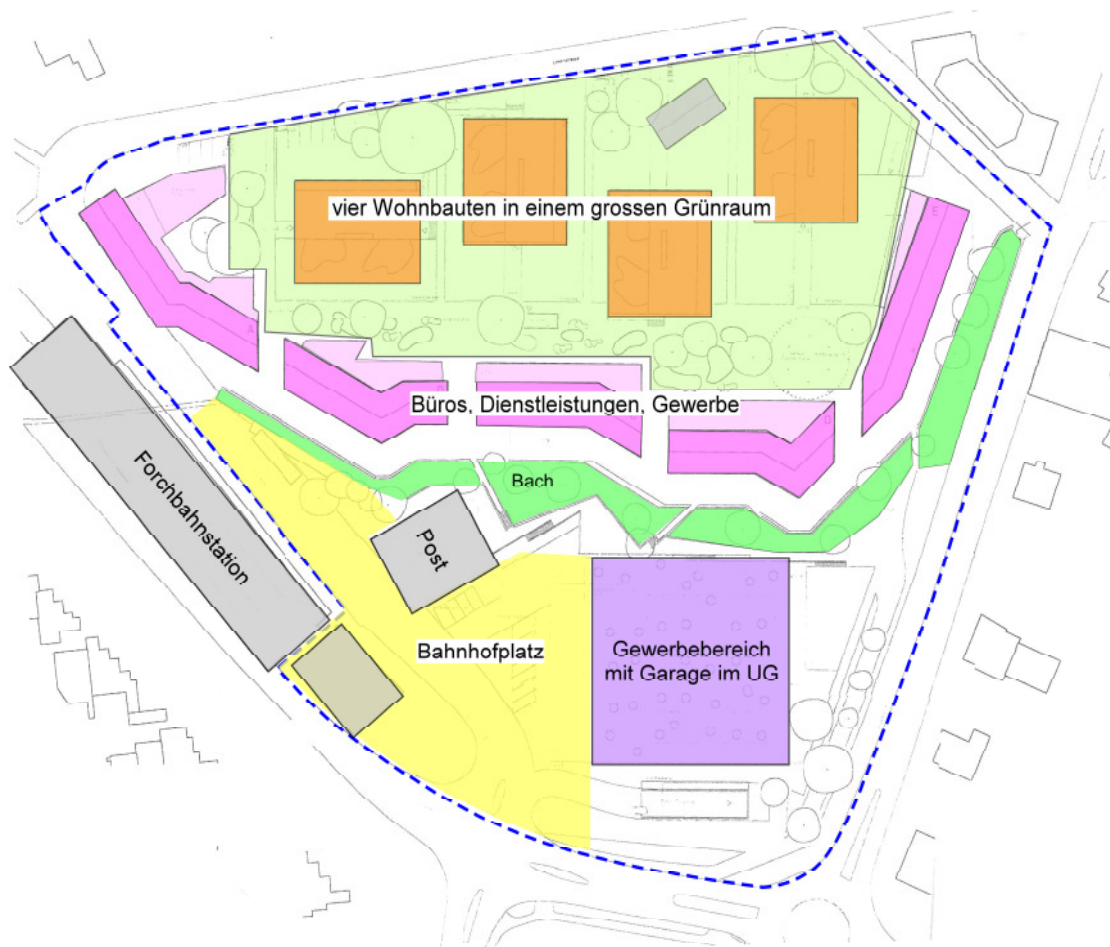 vier Wohnbauten in einem grossen Grünraum
Büros, Dienstleistungen, Gewerbe
Bach
Forchbahnstation
Post
Bahnhofplatz
Gewerbebereich
mit Garage im UG